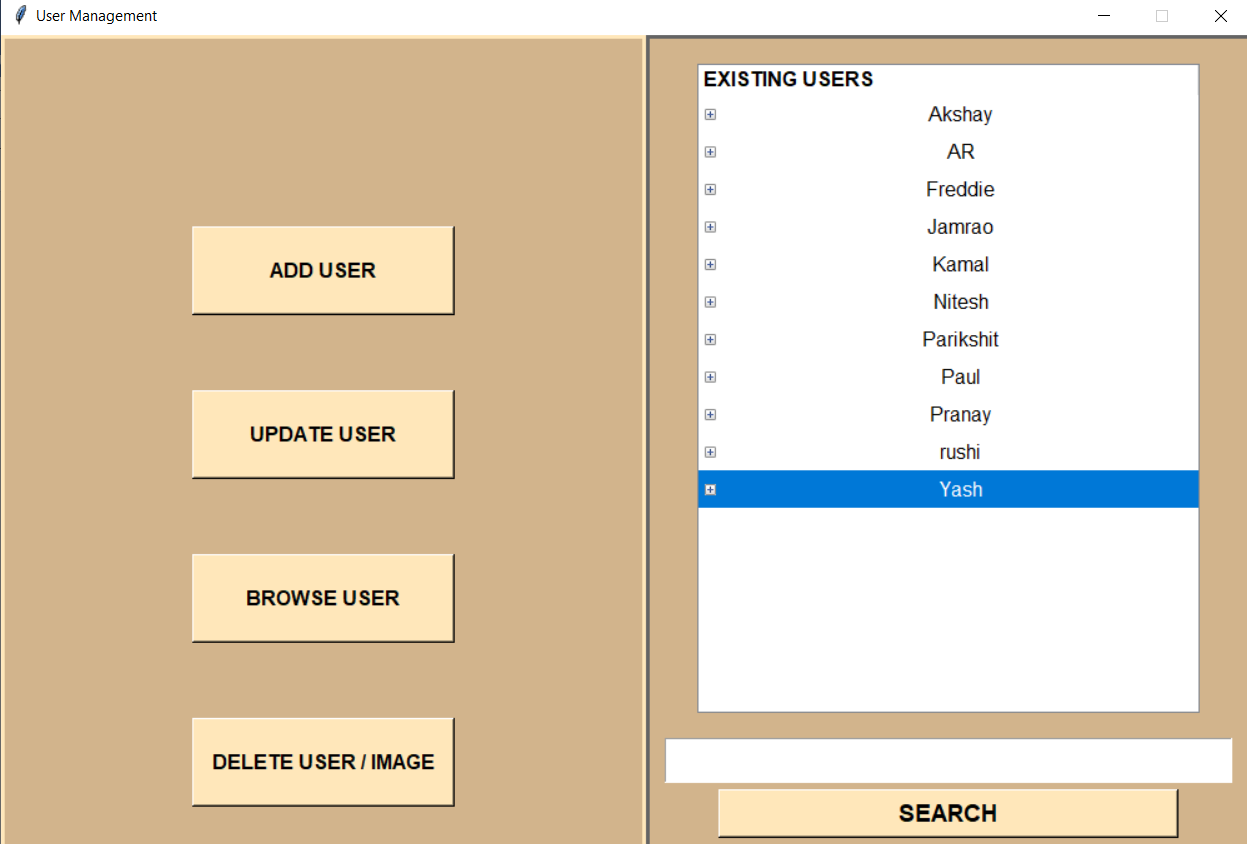 User Management
ADD USER
UPDATE USER
BROWSE USER
DELETE USER / IMAGE
EXISTING USERS
Akshay
AR
Freddie
Jamrao
Kamal
Nitesh
Parikshit
Paul
Pranay
rushi
Yash
SEARCH